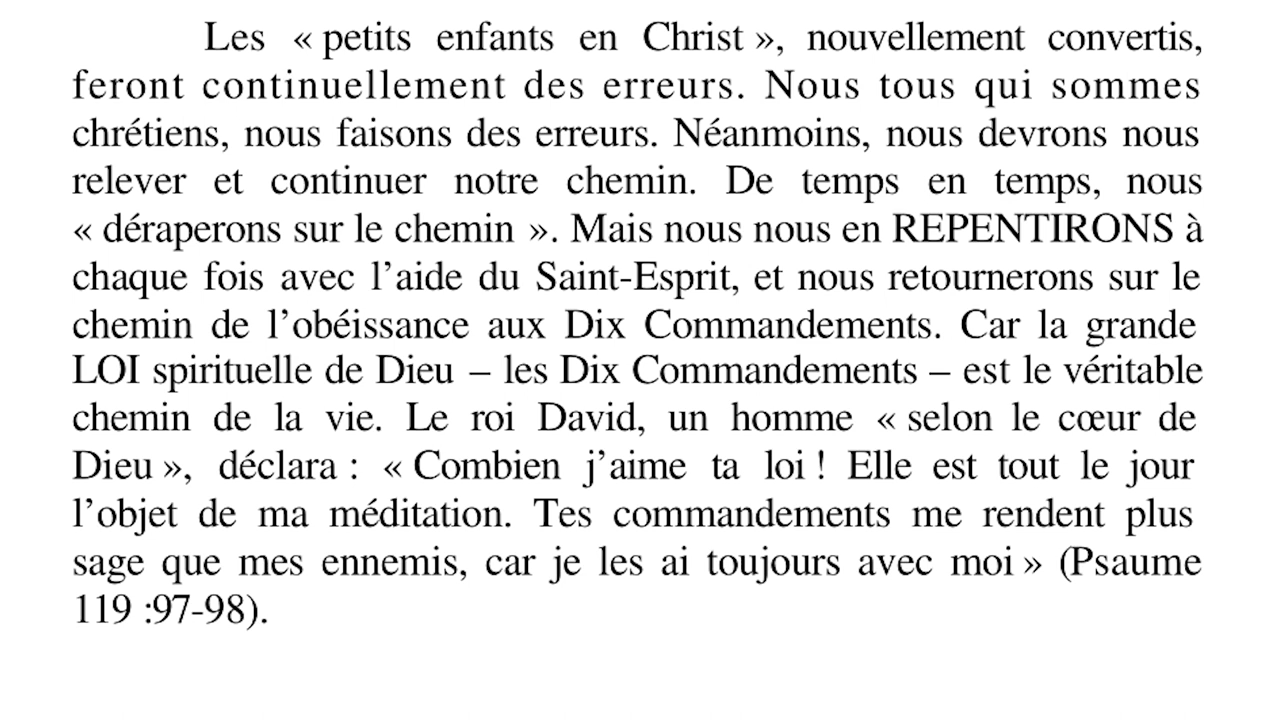 Les « petits enfants en Christ », nouvellement convertis,
feront continuellement des erreurs. Nous tous qui sommes
chrétiens, nous faisons des erreurs. Néanmoins, nous devrons nous
relever et continuer notre chemin. De temps en temps, nous
« déraperons sur le chemin ». Mais nous nous en REPENTIRONS à
chaque fois avec l’aide du Saint-Esprit, et nous retournerons sur le
chemin de l’obéissance aux Dix Commandements. Car la grande
LOI spirituelle de Dieu – les Dix Commandements – est le véritable
chemin de la vie. Le roi David, un homme « selon le cœur de
Dieu », déclara : « Combien j’aime ta loi ! Elle est tout le jour
l’objet de ma méditation. Tes commandements me rendent plus
sage que mes ennemis, car je les ai toujours avec moi » (Psaume
119 :97-98).